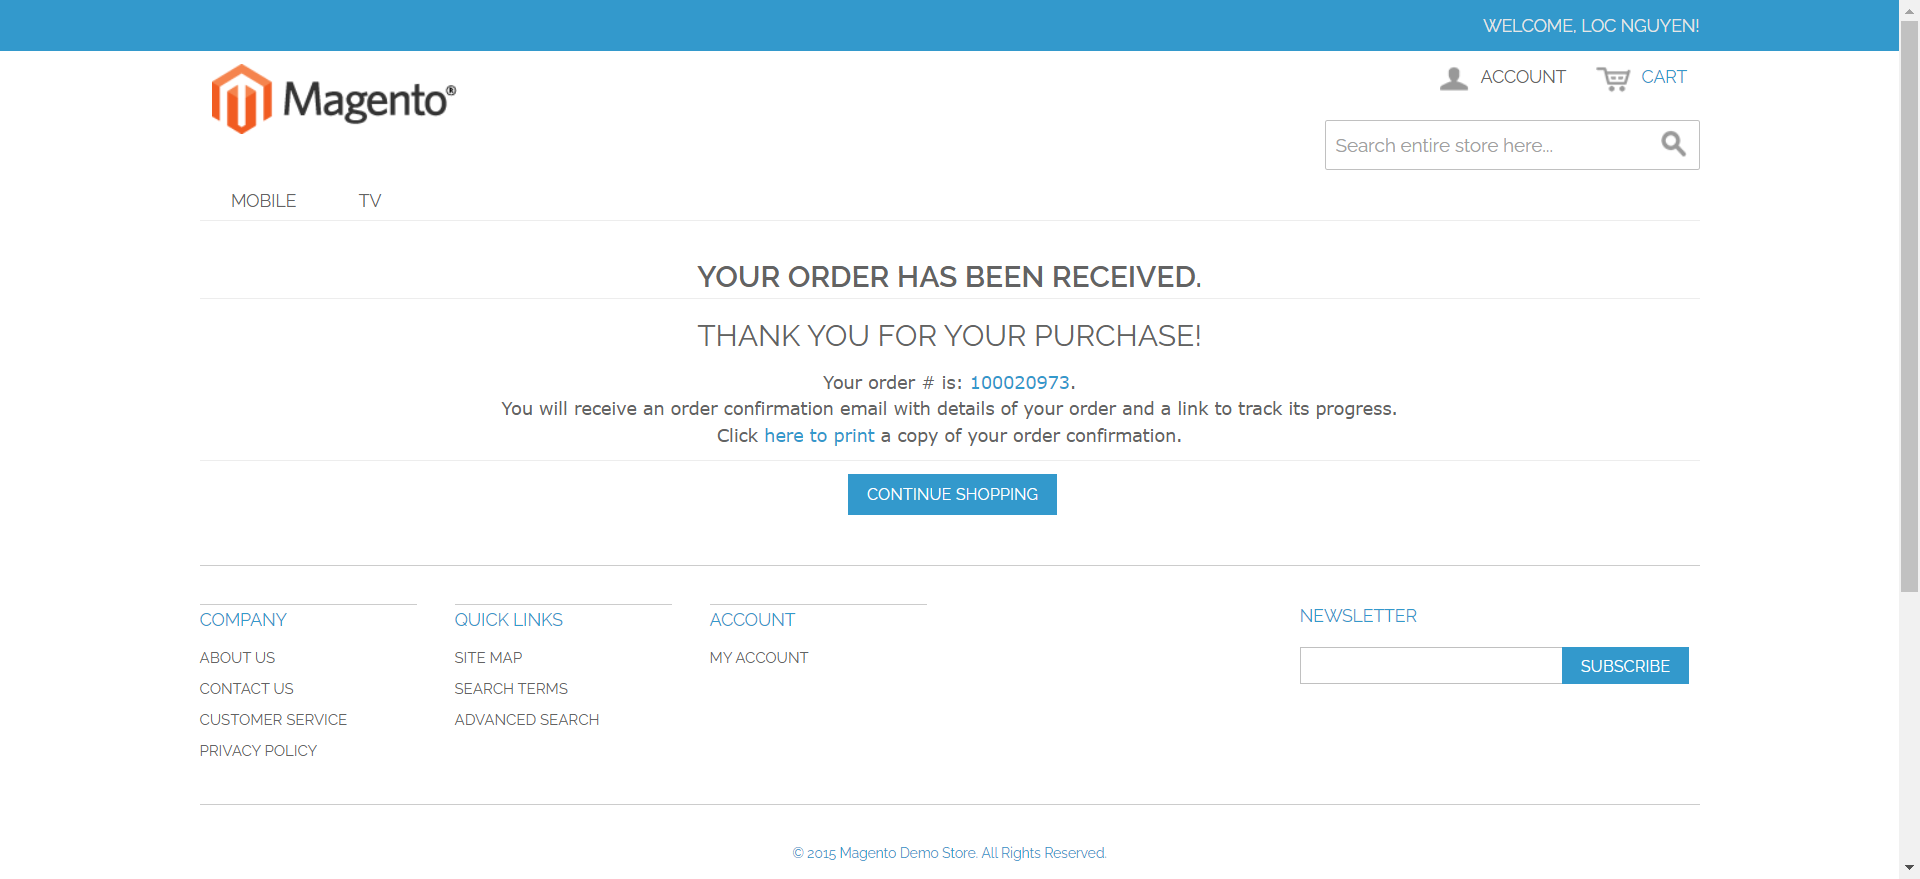 WELCOME, LOC NGUYEN!
Magento®
ACCOUNT
CART
Search entire store here...
MOBILE
TV
YOUR ORDER HAS BEEN RECEIVED.
THANK YOU FOR YOUR PURCHASE!
Your order # is: 100020973.
You will receive an order confirmation email with details of your order and a link to track its progress.
Click here to print a copy of your order confirmation.
CONTINUE SHOPPING
COMPANY
ABOUT US
CONTACT US
CUSTOMER SERVICE
PRIVACY POLICY
QUICK LINKS
SITE MAP
SEARCH TERMS
ADVANCED SEARCH
ACCOUNT
MY ACCOUNT
NEWSLETTER
SUBSCRIBE
© 2015 Magento Demo Store. All Rights Reserved.